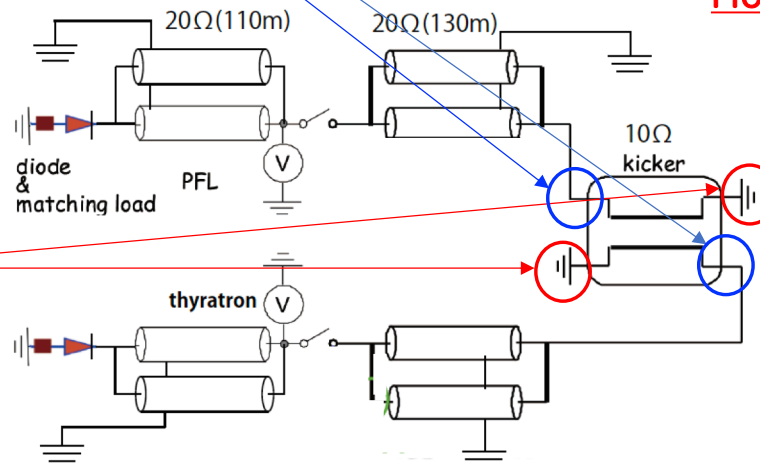 20Ω(110m)
20Ω(130m)
10Ω
kicker
diode
&
matching load
PFL
V
thyratron
V